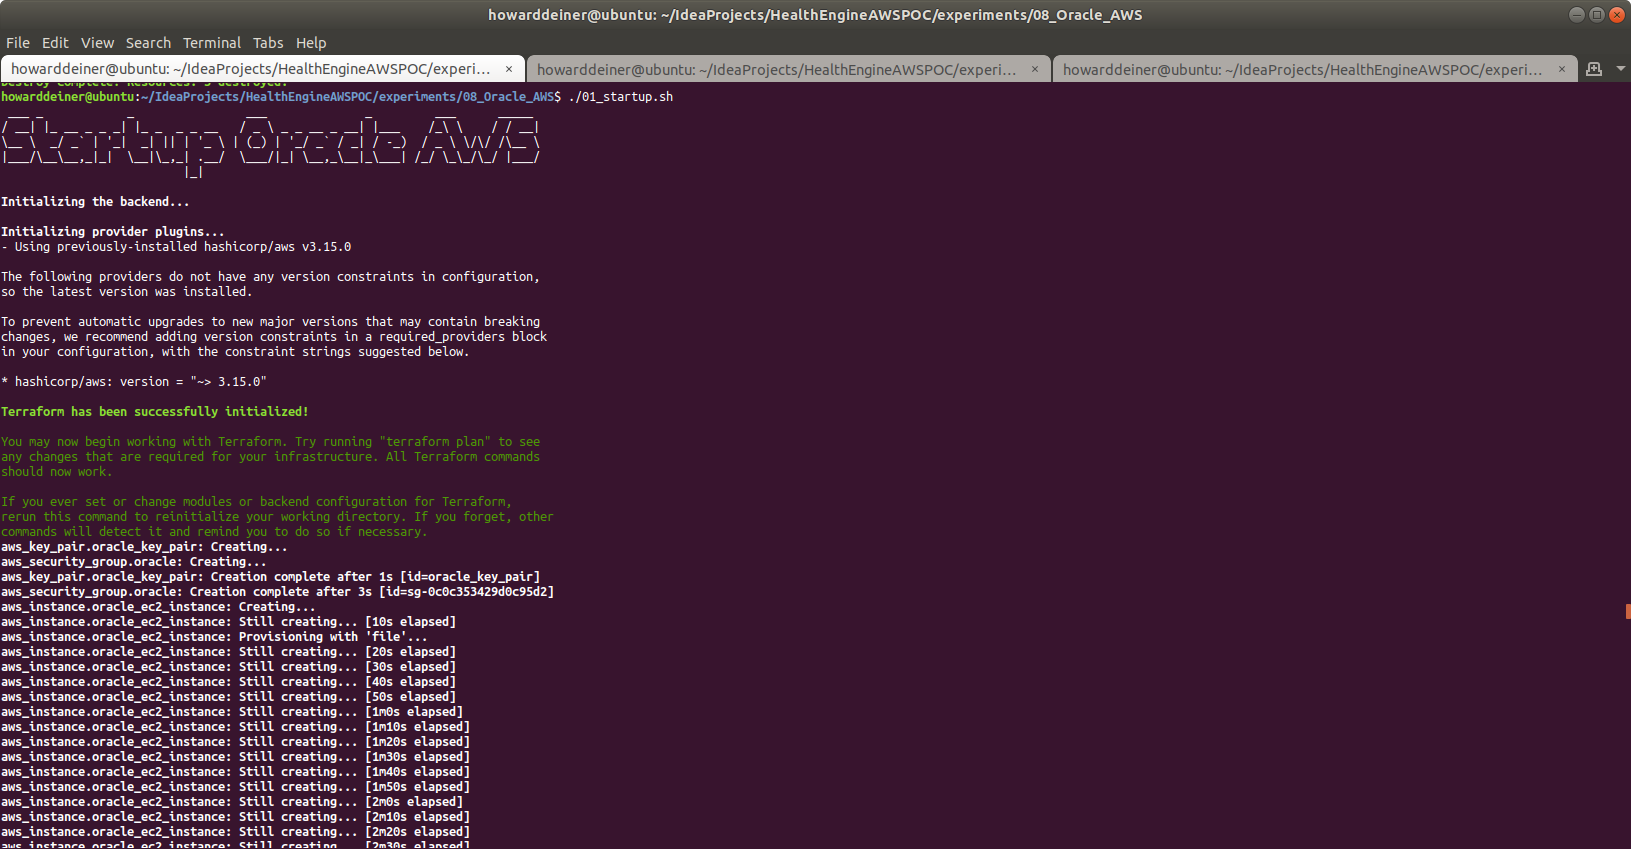 howarddeiner@ubuntu: ~/IdeaProjects/HealthEngineAWSPOC/experiments/08_Oracle_AWS
File Edit View Search Terminal Tabs Help
howarddeiner@ubuntu: ~/IdeaProjects/HealthEngineAWSPOC/experi... × howarddeiner@ubuntu: ~/IdeaProjects/HealthEngineAWSPOC/experi... × howarddeiner@ubuntu: ~/IdeaProjects/HealthEngineAWSPOC/experi... ×
Destroy complete! Resources: 3 destroyed.
howarddeiner@ubuntu:~/IdeaProjects/HealthEngineAWSPOC/experiments/08_Oracle_AWS$ ./01_startup.sh
Startup Oracle AWS
Initializing the backend...
Initializing provider plugins...
- Using previously-installed hashicorp/aws v3.15.0
The following providers do not have any version constraints in configuration,
so the latest version was installed.
To prevent automatic upgrades to new major versions that may contain breaking
changes, we recommend adding version constraints in a required_providers block
in your configuration, with the constraint strings suggested below.
* hashicorp/aws: version = "~> 3.15.0"
Terraform has been successfully initialized!
You may now begin working with Terraform. Try running "terraform plan" to see
any changes that are required for your infrastructure. All Terraform commands
should now work.
If you ever set or change modules or backend configuration for Terraform,
rerun this command to reinitialize your working directory. If you forget, other
commands will detect it and remind you to do so if necessary.
aws_key_pair.oracle_key_pair: Creating...
aws_security_group.oracle: Creating...
aws_key_pair.oracle_key_pair: Creation complete after 1s [id=oracle_key_pair]
aws_security_group.oracle: Creation complete after 3s [id=sg-0c0c353429d0c95d2]
aws_instance.oracle_ec2_instance: Creating...
aws_instance.oracle_ec2_instance: Still creating... [10s elapsed]
aws_instance.oracle_ec2_instance: Provisioning with 'file'...
aws_instance.oracle_ec2_instance: Still creating... [20s elapsed]
aws_instance.oracle_ec2_instance: Still creating... [30s elapsed]
aws_instance.oracle_ec2_instance: Still creating... [40s elapsed]
aws_instance.oracle_ec2_instance: Still creating... [50s elapsed]
aws_instance.oracle_ec2_instance: Still creating... [1m0s elapsed]
aws_instance.oracle_ec2_instance: Still creating... [1m10s elapsed]
aws_instance.oracle_ec2_instance: Still creating... [1m20s elapsed]
aws_instance.oracle_ec2_instance: Still creating... [1m30s elapsed]
aws_instance.oracle_ec2_instance: Still creating... [1m40s elapsed]
aws_instance.oracle_ec2_instance: Still creating... [1m50s elapsed]
aws_instance.oracle_ec2_instance: Still creating... [2m0s elapsed]
aws_instance.oracle_ec2_instance: Still creating... [2m10s elapsed]
aws_instance.oracle_ec2_instance: Still creating... [2m20s elapsed]
aws_instance.oracle_ec2_instance: Still creating... [2m30s elapsed]